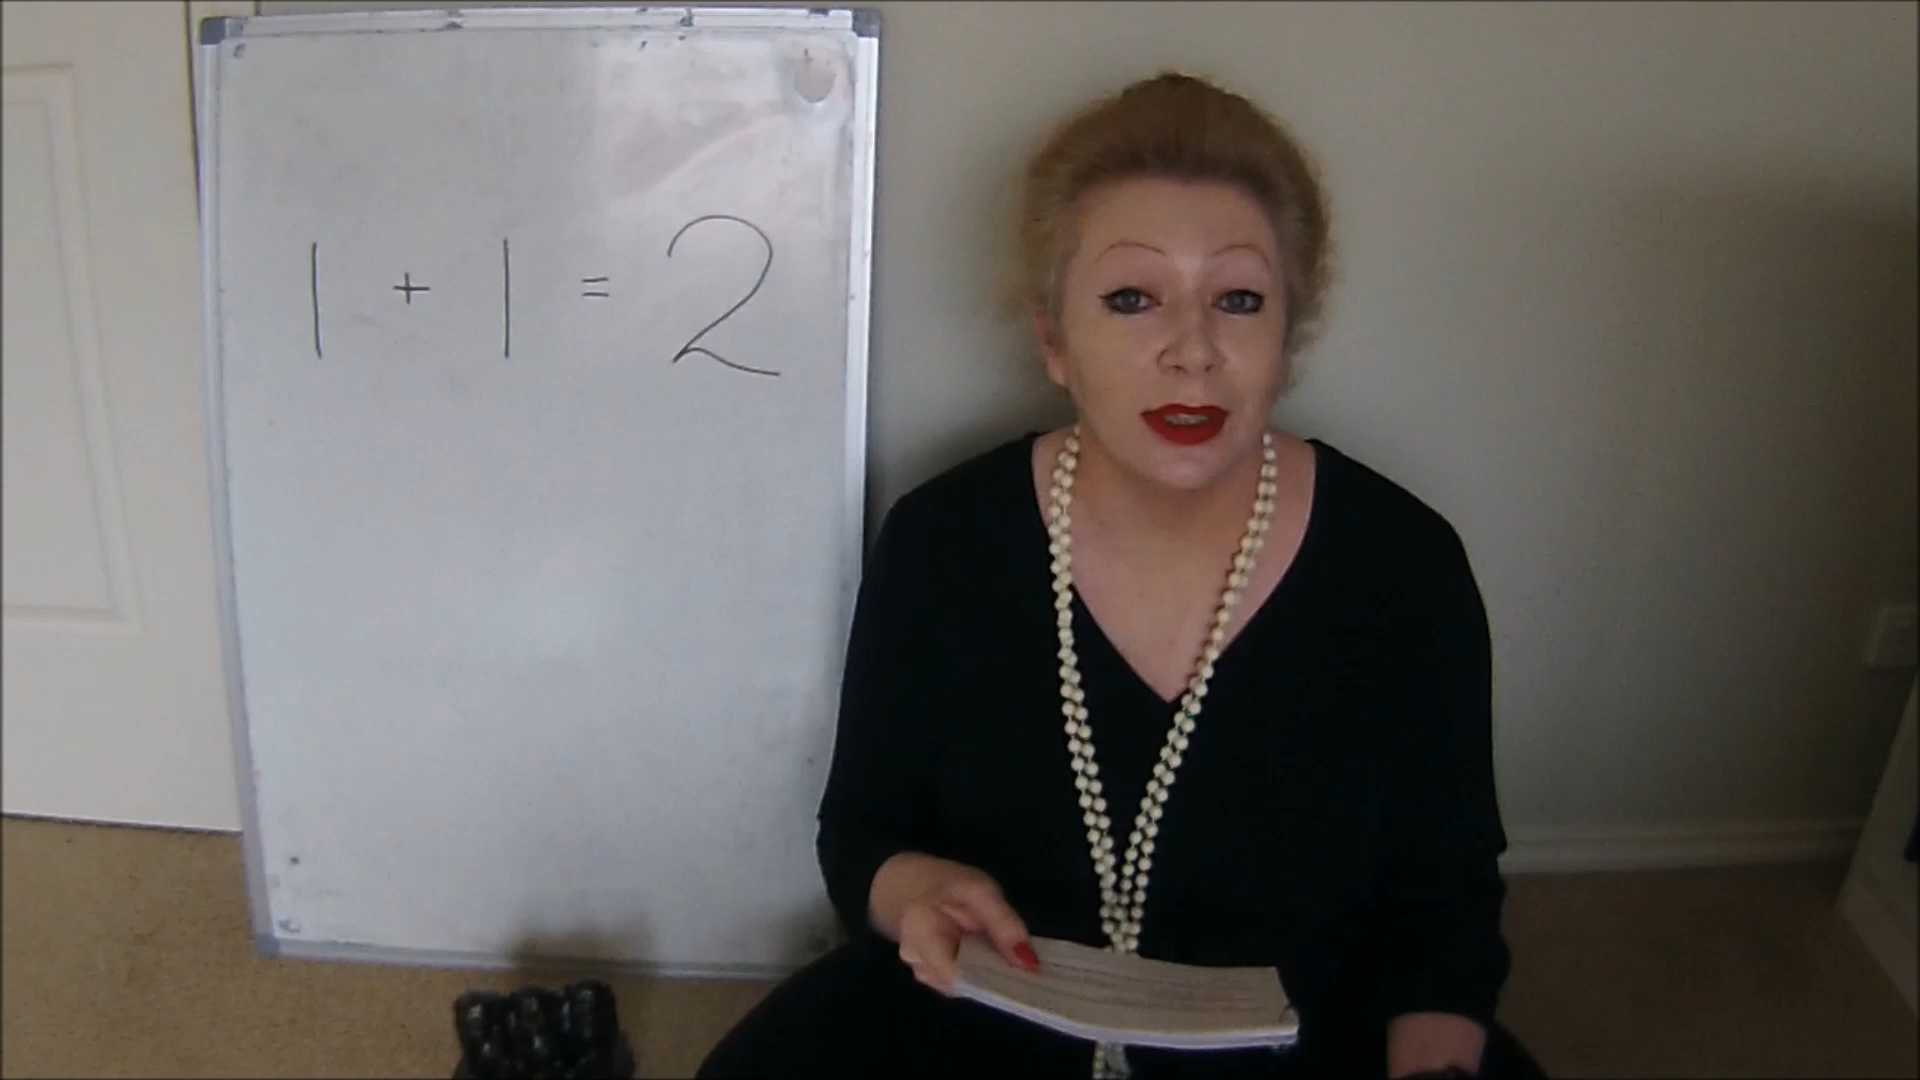 1 + 1 = 2